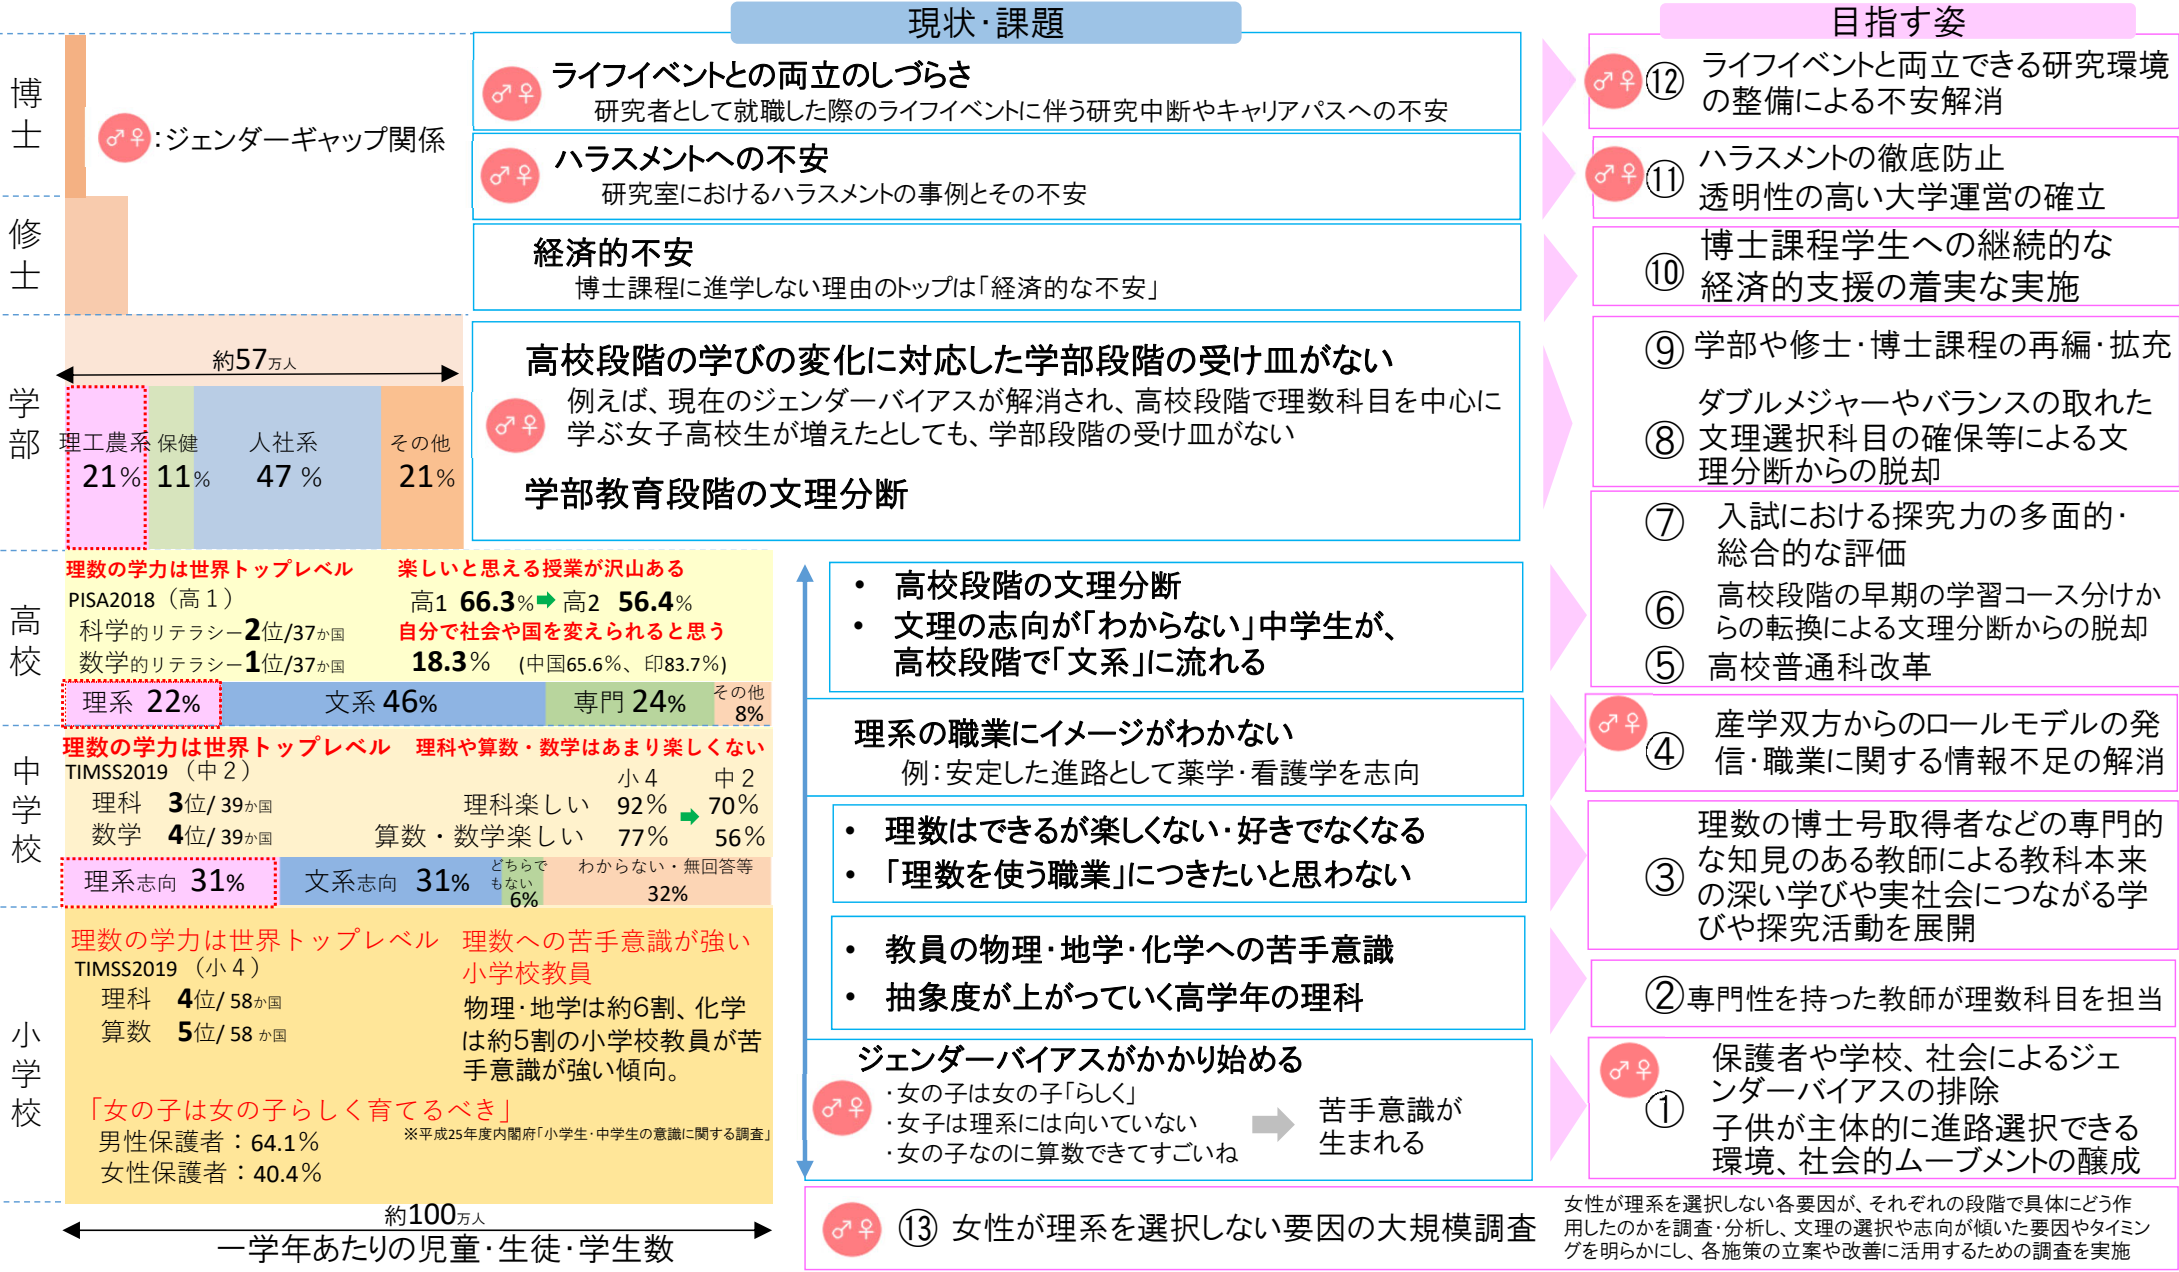 現状・課題
目指す姿
博士
♂♀:ジェンダーギャップ関係
修士
学部
約57万人
理工農系
21%
保健
11%
人社系
47 %
その他
21%
高校
理数の学力は世界トップレベル
PISA2018(高1)
科学的リテラシー2位/37か国
数学的リテラシー1位/37か国
楽しいと思える授業が沢山ある
高1 66.3% 高2 56.4%
自分で社会や国を変えられると思う
18.3% (中国65.6%、印83.7%)
理系 22%
文系 46%
専門 24%
その他
8%
中学校
理数の学力は世界トップレベル
TIMSS2019(中2)
理科 3位/ 39か国
数学 4位/ 39か国
理科や算数・数学はあまり楽しくない
小4 中2
理科楽しい 92% 70%
算数・数学楽しい 77% 56%
理系志向 31%
文系志向 31%
どちらで
もない
6%
わからない・無回答等
32%
小学校
理数の学力は世界トップレベル
TIMSS2019(小4)
理科 4位/ 58か国
算数 5位/ 58か国
理数への苦手意識が強い
小学校教員
物理・地学は約6割、化学
は約5割の小学校教員が苦
手意識が強い傾向。
「女の子は女の子らしく育てるべき」
男性保護者:64.1%
女性保護者:40.4%
※平成25年度内閣府「小学生・中学生の意識に関する調査」
約100万人
一学年あたりの児童・生徒・学生数
♂♀ ライフイベントとの両立のしづらさ
研究者として就職した際のライフイベントに伴う研究中断やキャリアパスへの不安
♂♀ ハラスメントへの不安
研究室におけるハラスメントの事例とその不安
経済的不安
博士課程に進学しない理由のトップは「経済的な不安」
高校段階の学びの変化に対応した学部段階の受け皿がない
♂♀ 例えば、現在のジェンダーバイアスが解消され、高校段階で理数科目を中心に
学ぶ女子高校生が増えたとしても、学部段階の受け皿がない
学部教育段階の文理分断
• 高校段階の文理分断
• 文理の志向が「わからない」中学生が、
高校段階で「文系」に流れる
理系の職業にイメージがわかない
例:安定した進路として薬学・看護学を志向
• 理数はできるが楽しくない・好きでなくなる
• 「理数を使う職業」につきたいと思わない
• 教員の物理・地学・化学への苦手意識
• 抽象度が上がっていく高学年の理科
ジェンダーバイアスがかかり始める
♂♀
・女の子は女の子「らしく」
・女子は理系には向いていない
・女の子なのに算数できてすごいね
苦手意識が
生まれる
♂♀ ⑫ ライフイベントと両立できる研究環境
の整備による不安解消
♂♀ ⑪ ハラスメントの徹底防止
透明性の高い大学運営の確立
⑩ 博士課程学生への継続的な
経済的支援の着実な実施
⑨ 学部や修士・博士課程の再編・拡充
⑧ ダブルメジャーやバランスの取れた
文理選択科目の確保等による文
理分断からの脱却
⑦ 入試における探究力の多面的・
総合的な評価
⑥ 高校段階の早期の学習コース分けか
らの転換による文理分断からの脱却
⑤ 高校普通科改革
♂♀ ④ 産学双方からのロールモデルの発
信・職業に関する情報不足の解消
③ 理数の博士号取得者などの専門的
な知見のある教師による教科本来
の深い学びや実社会につながる学
びや探究活動を展開
② 専門性を持った教師が理数科目を担当
♂♀ ① 保護者や学校、社会によるジェ
ンダーバイアスの排除
子供が主体的に進路選択できる
環境、社会的ムーブメントの醸成
♂♀ ⑬ 女性が理系を選択しない要因の大規模調査
女性が理系を選択しない各要因が、それぞれの段階で具体にどう作
用したのかを調査・分析し、文理の選択や志向が傾いた要因やタイミン
グを明らかにし、各施策の立案や改善に活用するための調査を実施